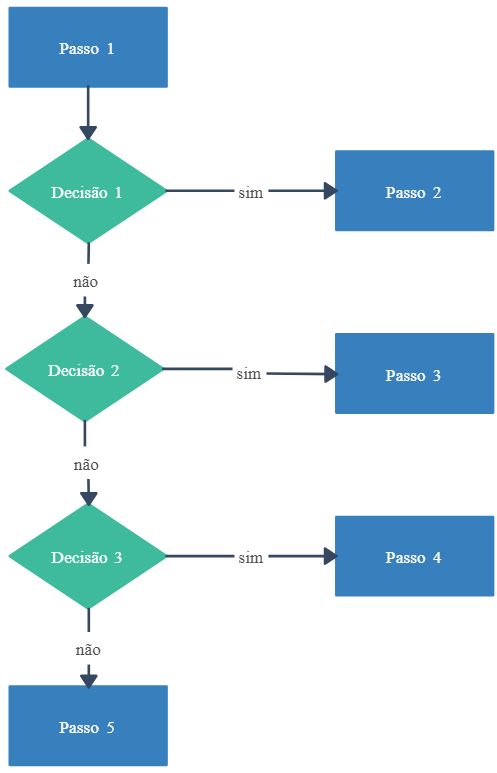 Passo 1
Decisão 1
sim
Passo 2
não
Decisão 2
sim
Passo 3
não
Decisão 3
sim
Passo 4
não
Passo 5